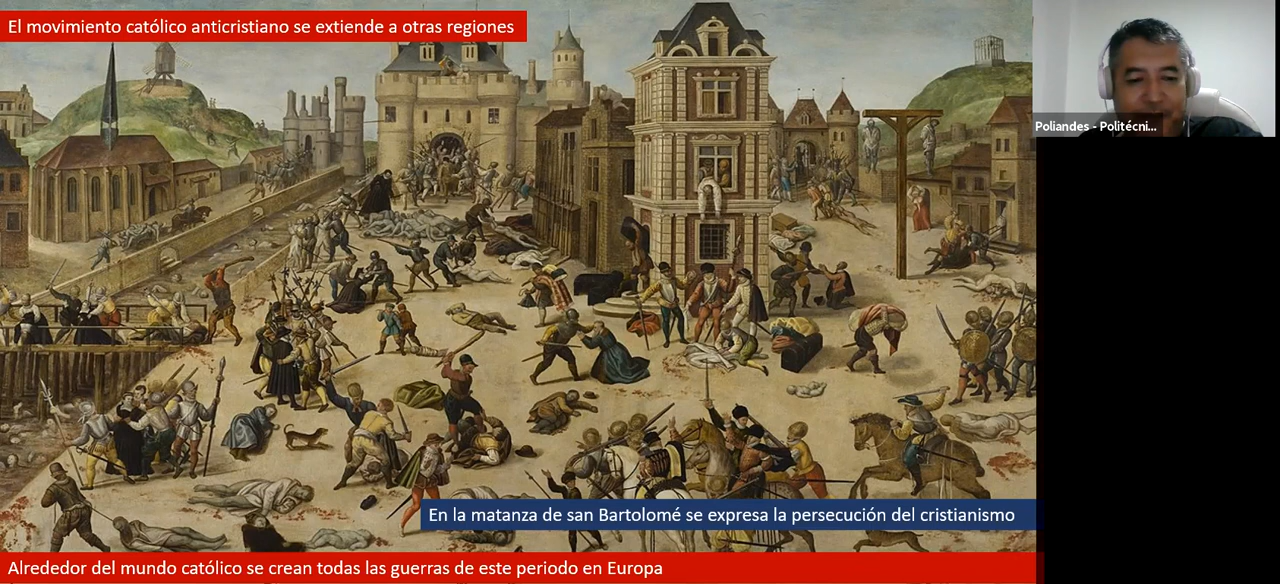 El movimiento católico anticristiano se extiende a otras regiones
Poliandes - Politécni...
En la matanza de san Bartolomé se expresa la persecución del cristianismo
Alrededor del mundo católico se crean todas las guerras de este periodo en Europa